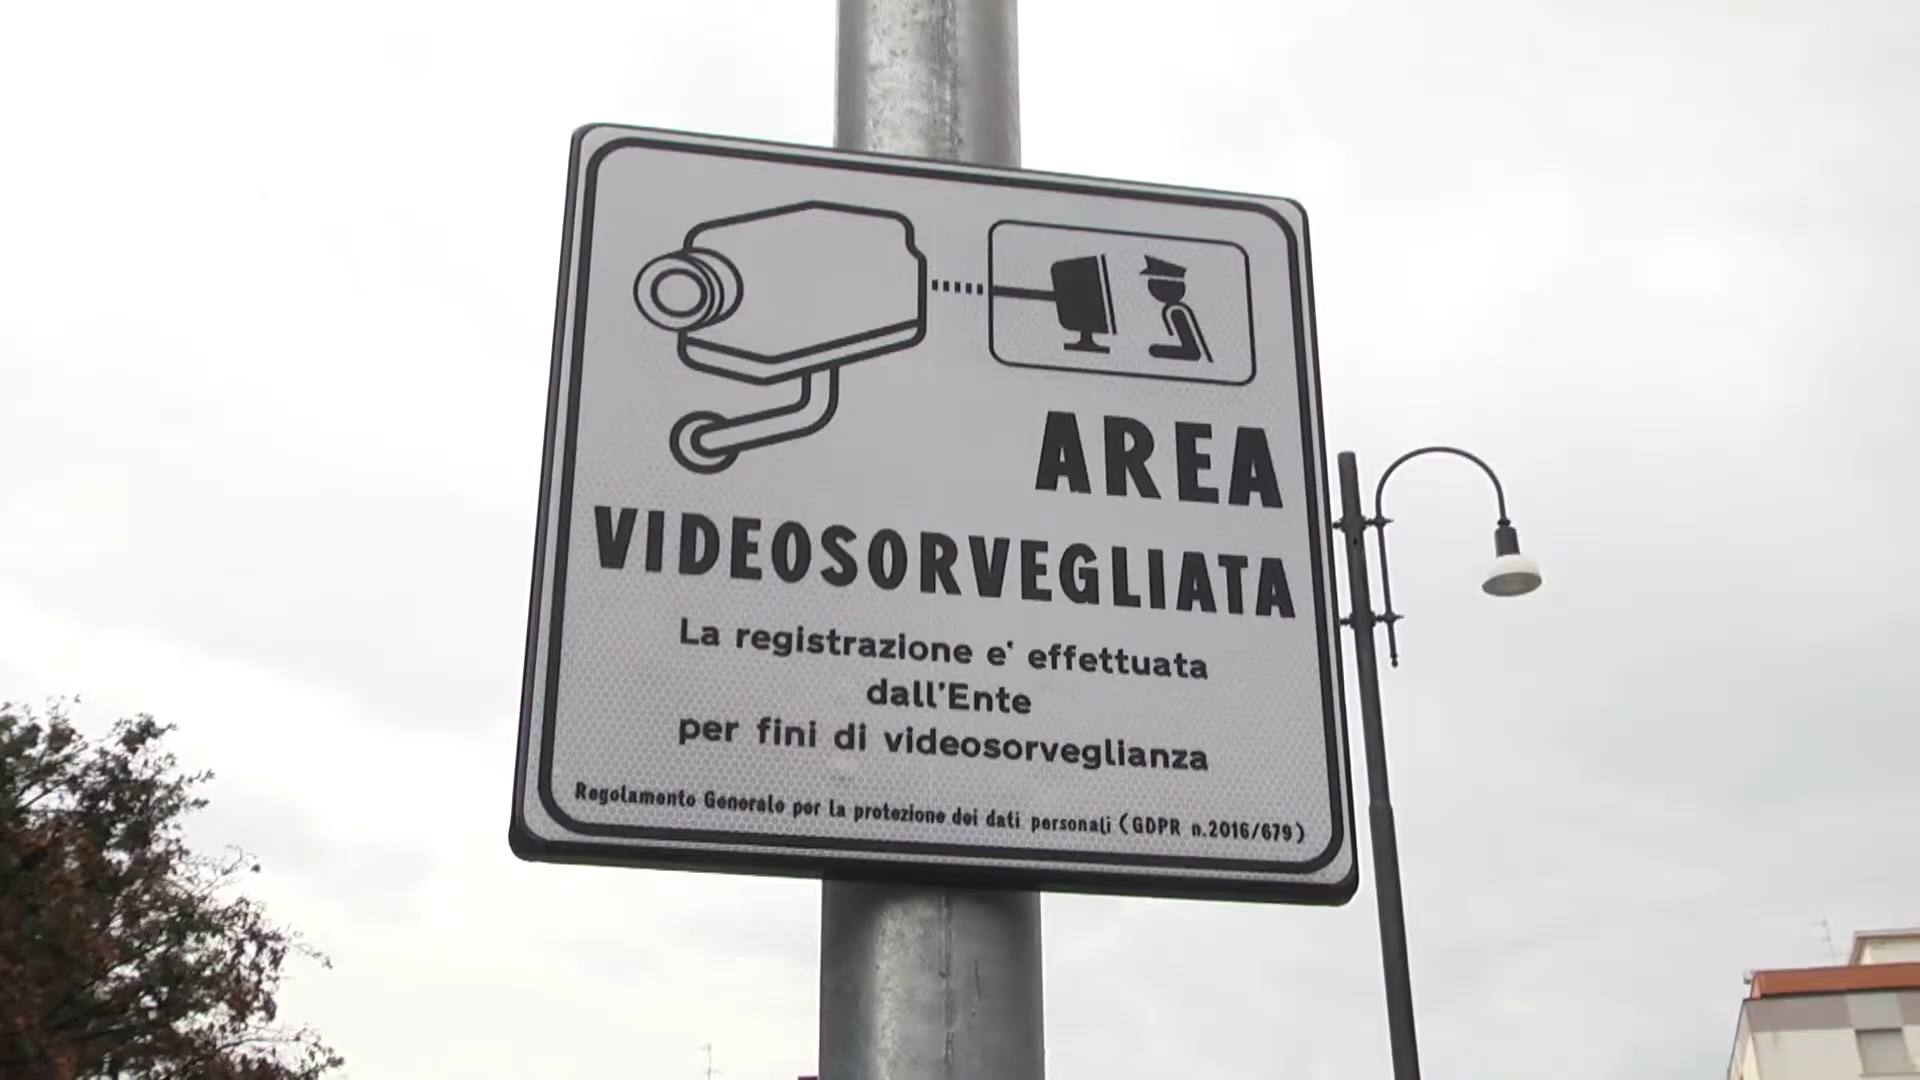 AREA
VIDEOSORVEGLIATA
La registrazione e' effettuata
dall'Ente
per fini di videosorveglianza
Regolamento Generale per la protezione dei dati personali (GDPR n.2016/679)